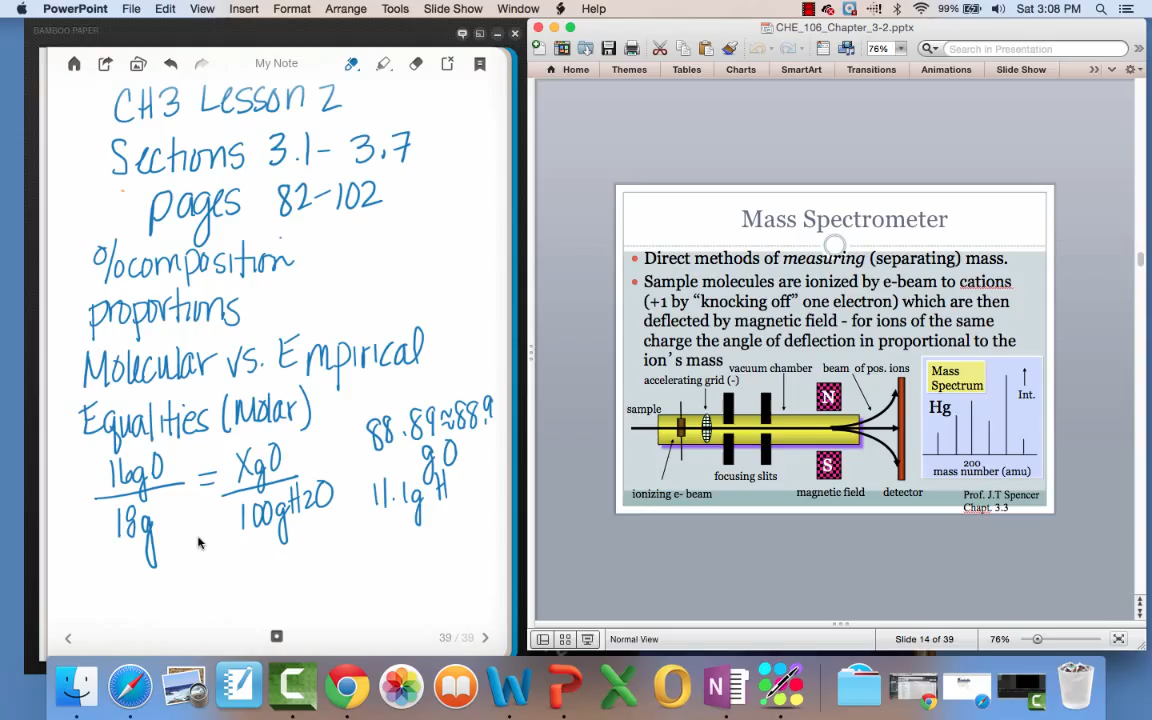 PowerPoint File Edit View Insert Format Arrange Tools Slide Show Window Help 99% Sat 3:08 PM
BAMBOO PAPER
My Note
CH3 Lesson 2
Sections 3.1-3.7
pages 82-102
%composition
proportions
Molecular vs. Empirical
Equalities (Molar)
88.89≈88.9
16gO = XgO gO
18g 100gH2O 11.1g H
39 / 39
CHE_106_Chapter_3-2.pptx
76% Search in Presentation
Home Themes Tables Charts SmartArt Transitions Animations Slide Show
Mass Spectrometer
• Direct methods of measuring (separating) mass.
• Sample molecules are ionized by e-beam to cations
(+1 by “knocking off” one electron) which are then
deflected by magnetic field - for ions of the same
charge the angle of deflection in proportional to the
ion’s mass
vacuum chamber beam of pos. ions
accelerating grid (-)
sample
N
S
focusing slits
ionizing e- beam
magnetic field
detector
Mass
Spectrum
Int.
Hg
200
mass number (amu)
Prof. J.T Spencer
Chapt. 3.3
Normal View Slide 14 of 39 76%